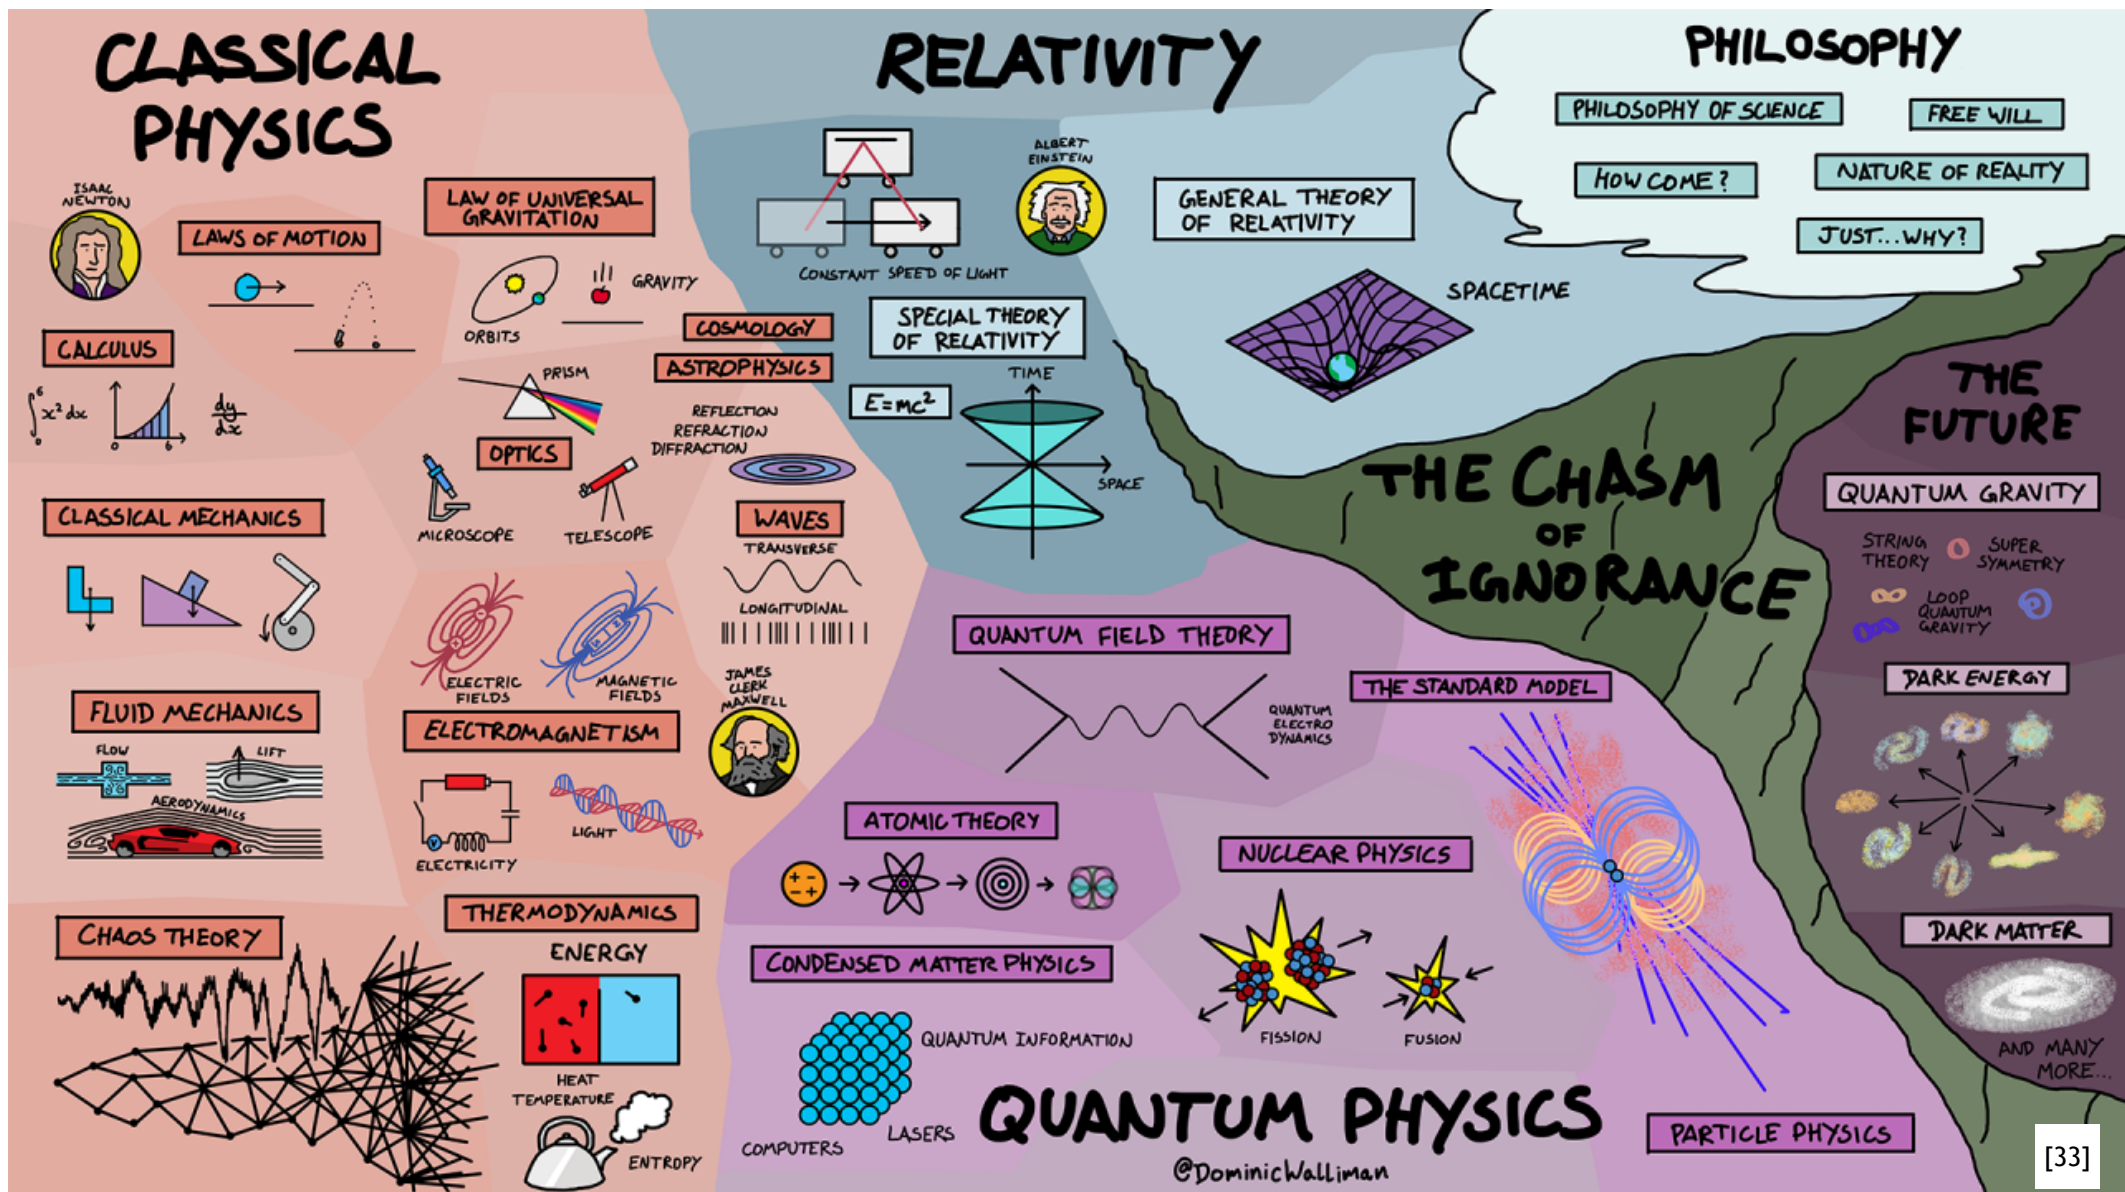 CLASSICAL
PHYSICS
ISAAC
NEWTON
LAWS OF MOTION
LAW OF UNIVERSAL
GRAVITATION
ORBITS
GRAVITY
CALCULUS
∫₀⁶ x² dx
0
6
dy
dx
PRISM
OPTICS
MICROSCOPE
TELESCOPE
COSMOLOGY
ASTROPHYSICS
REFLECTION
REFRACTION
DIFFRACTION
WAVES
TRANSVERSE
LONGITUDINAL
CLASSICAL MECHANICS
FLUID MECHANICS
FLOW
LIFT
AERODYNAMICS
ELECTRIC
FIELDS
MAGNETIC
FIELDS
ELECTROMAGNETISM
JAMES
CLERK
MAXWELL
V
ELECTRICITY
LIGHT
CHAOS THEORY
THERMODYNAMICS
ENERGY
HEAT
TEMPERATURE
ENTROPY
RELATIVITY
CONSTANT SPEED OF LIGHT
ALBERT
EINSTEIN
GENERAL THEORY
OF RELATIVITY
SPACETIME
SPECIAL THEORY
OF RELATIVITY
E=mc²
TIME
SPACE
PHILOSOPHY
PHILOSOPHY OF SCIENCE
FREE WILL
HOW COME?
NATURE OF REALITY
JUST...WHY?
THE CHASM
OF
IGNORANCE
THE
FUTURE
QUANTUM GRAVITY
STRING
THEORY
SUPER
SYMMETRY
LOOP
QUANTUM
GRAVITY
DARK ENERGY
DARK MATTER
AND MANY
MORE...
QUANTUM FIELD THEORY
QUANTUM
ELECTRO
DYNAMICS
THE STANDARD MODEL
ATOMIC THEORY
NUCLEAR PHYSICS
FISSION
FUSION
CONDENSED MATTER PHYSICS
QUANTUM INFORMATION
COMPUTERS
LASERS
QUANTUM PHYSICS
@DominicWalliman
PARTICLE PHYSICS
[33]